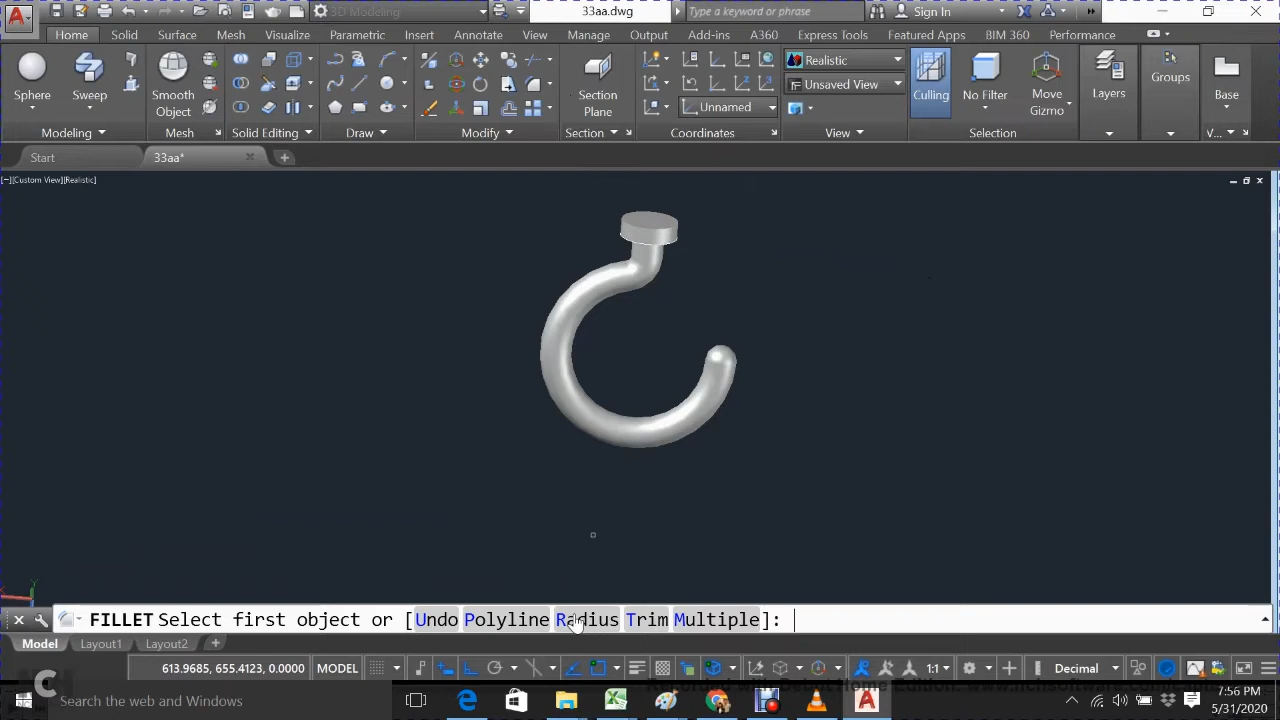 3D Modeling
33aa.dwg
Type a keyword or phrase
Sign In
Home Solid Surface Mesh Visualize Parametric Insert Annotate View Manage Output Add-ins A360 Express Tools Featured Apps BIM 360 Performance
Sphere Sweep Smooth Object Section Plane Realistic Unsaved View Unnamed Culling No Filter Move Gizmo Layers Groups Base
Modeling Mesh Solid Editing Draw Modify Section Coordinates View Selection V...
Start 33aa*
[−][Custom View][Realistic]
Y
FILLET Select first object or [Undo Polyline Radius Trim Multiple]:
Model Layout1 Layout2
613.9685, 655.4123, 0.0000 MODEL 1:1 Decimal
Search the web and Windows
7:56 PM
5/31/2020